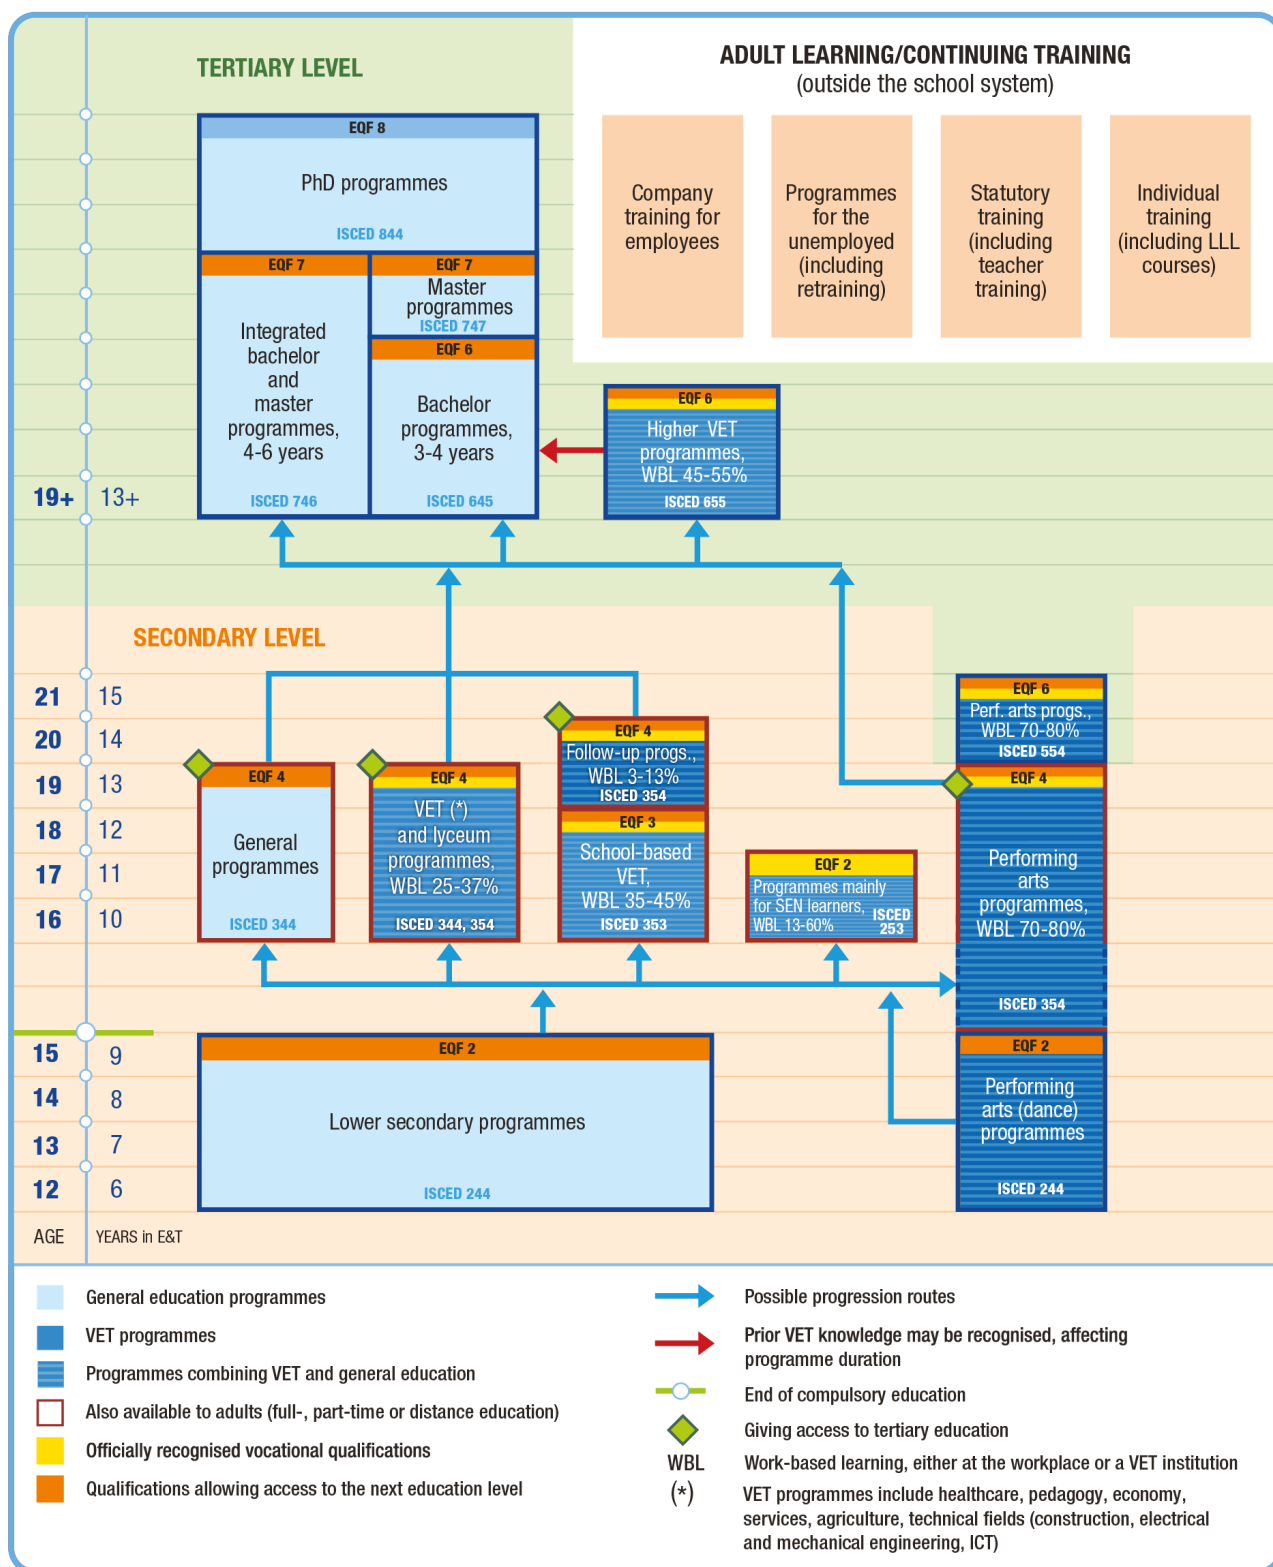 TERTIARY LEVEL
ADULT LEARNING/CONTINUING TRAINING
(outside the school system)
Company
training for
employees
Programmes
for the
unemployed
(including
retraining)
Statutory
training
(including
teacher
training)
Individual
training
(including LLL
courses)
EQF 8
PhD programmes
ISCED 844
EQF 7
Integrated
bachelor
and
master
programmes,
4-6 years
ISCED 746
EQF 7
Master
programmes
ISCED 747
EQF 6
Bachelor
programmes,
3-4 years
ISCED 645
EQF 6
Higher VET
programmes,
WBL 45-55%
ISCED 655
19+ 13+
SECONDARY LEVEL
21 15
20 14
19 13
18 12
17 11
16 10
EQF 4
General
programmes
ISCED 344
EQF 4
VET (*)
and lyceum
programmes,
WBL 25-37%
ISCED 344, 354
EQF 4
Follow-up progs.,
WBL 3-13%
ISCED 354
EQF 3
School-based
VET,
WBL 35-45%
ISCED 353
EQF 2
Programmes mainly
for SEN learners,
WBL 13-60%
ISCED
253
EQF 6
Perf. arts progs.,
WBL 70-80%
ISCED 554
EQF 4
Performing
arts
programmes,
WBL 70-80%
ISCED 354
EQF 2
Performing
arts (dance)
programmes
ISCED 244
15 9
14 8
13 7
12 6
EQF 2
Lower secondary programmes
ISCED 244
AGE YEARS in E&T
General education programmes
VET programmes
Programmes combining VET and general education
Also available to adults (full-, part-time or distance education)
Officially recognised vocational qualifications
Qualifications allowing access to the next education level
Possible progression routes
Prior VET knowledge may be recognised, affecting
programme duration
End of compulsory education
Giving access to tertiary education
WBL Work-based learning, either at the workplace or a VET institution
(*) VET programmes include healthcare, pedagogy, economy,
services, agriculture, technical fields (construction, electrical
and mechanical engineering, ICT)